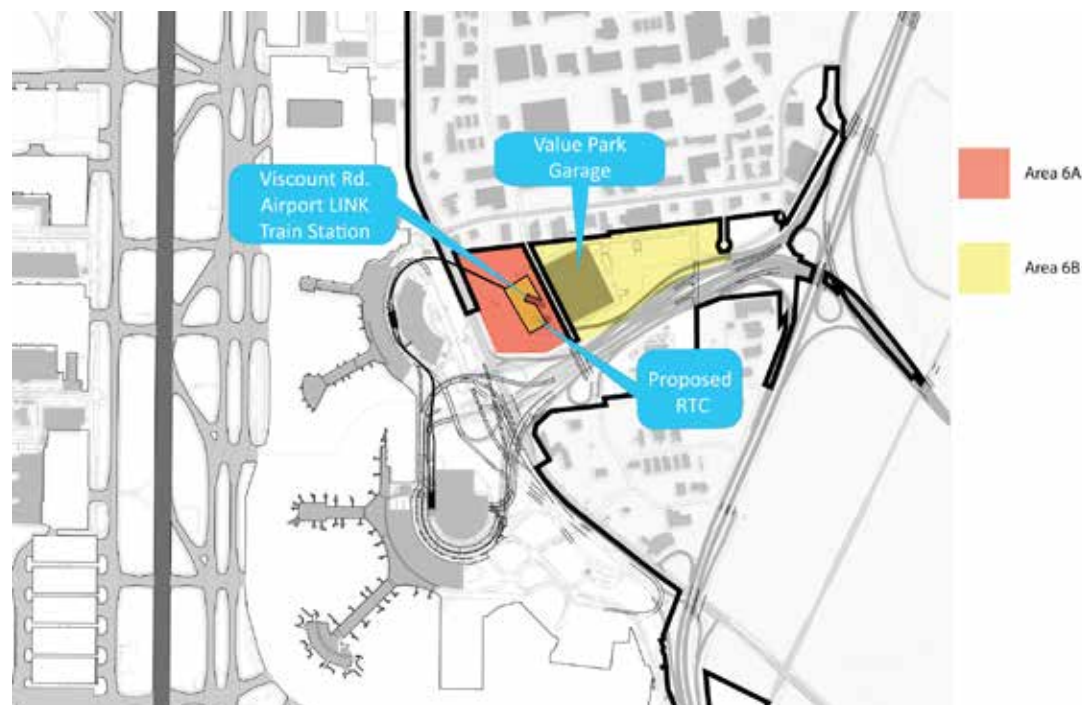 Value Park
Garage
Viscount Rd.
Airport LINK
Train Station
Proposed
RTC
Area 6A
Area 6B